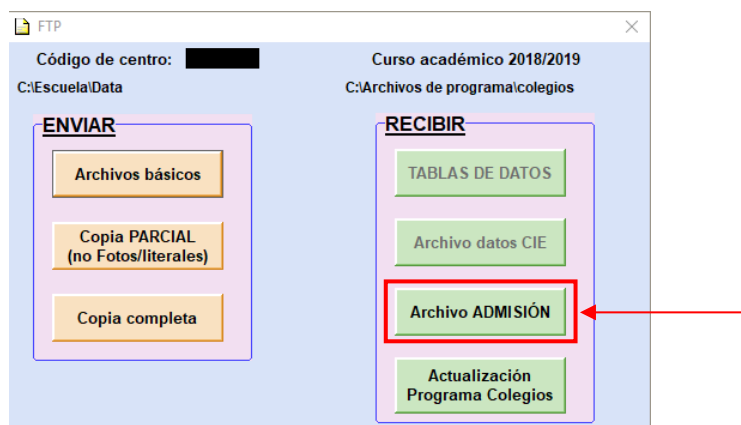 FTP
Código de centro:
Curso académico 2018/2019
C:\Escuela\Data
C:\Archivos de programa\colegios
ENVIAR
Archivos básicos
Copia PARCIAL
(no Fotos/literales)
Copia completa
RECIBIR
TABLAS DE DATOS
Archivo datos CIE
Archivo ADMISIÓN
Actualización
Programa Colegios